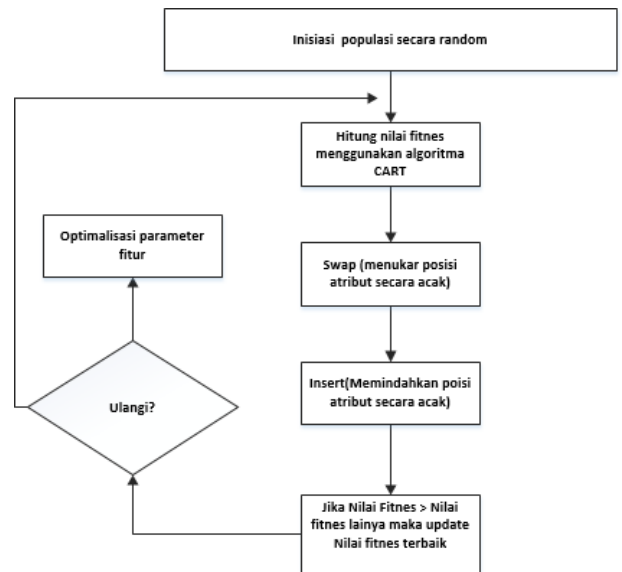 Inisiasi populasi secara random
Hitung nilai fitnes
menggunakan algoritma
CART
Optimalisasi parameter
fitur
Swap (menukar posisi
atribut secara acak)
Insert(Memindahkan poisi
atribut secara acak)
Ulangi?
Jika Nilai Fitnes > Nilai
fitnes lainya maka update
Nilai fitnes terbaik